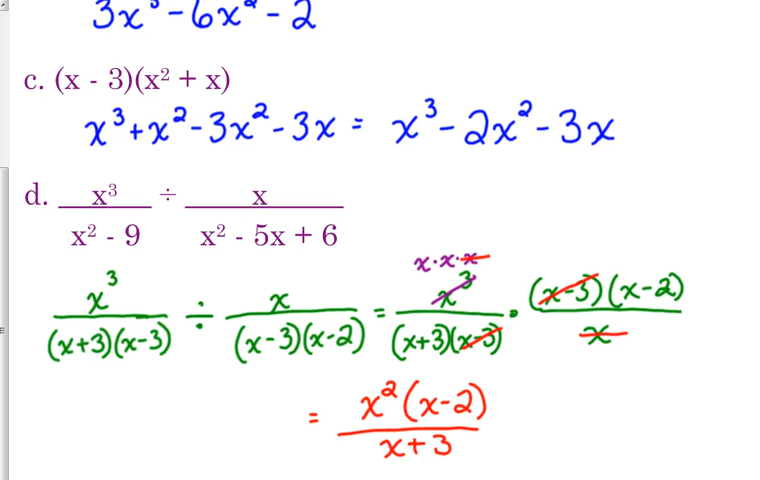 3x³ - 6x² - 2
c. (x - 3)(x² + x)
x³ + x² - 3x² - 3x = x³ - 2x² - 3x
d. x³ ÷ x
x² - 9 x² - 5x + 6
x·x·x
x³ ÷ x = x³ · (x-3)(x-2)
(x+3)(x-3) (x-3)(x-2) (x+3)(x-3) x
= x²(x-2)
x+3